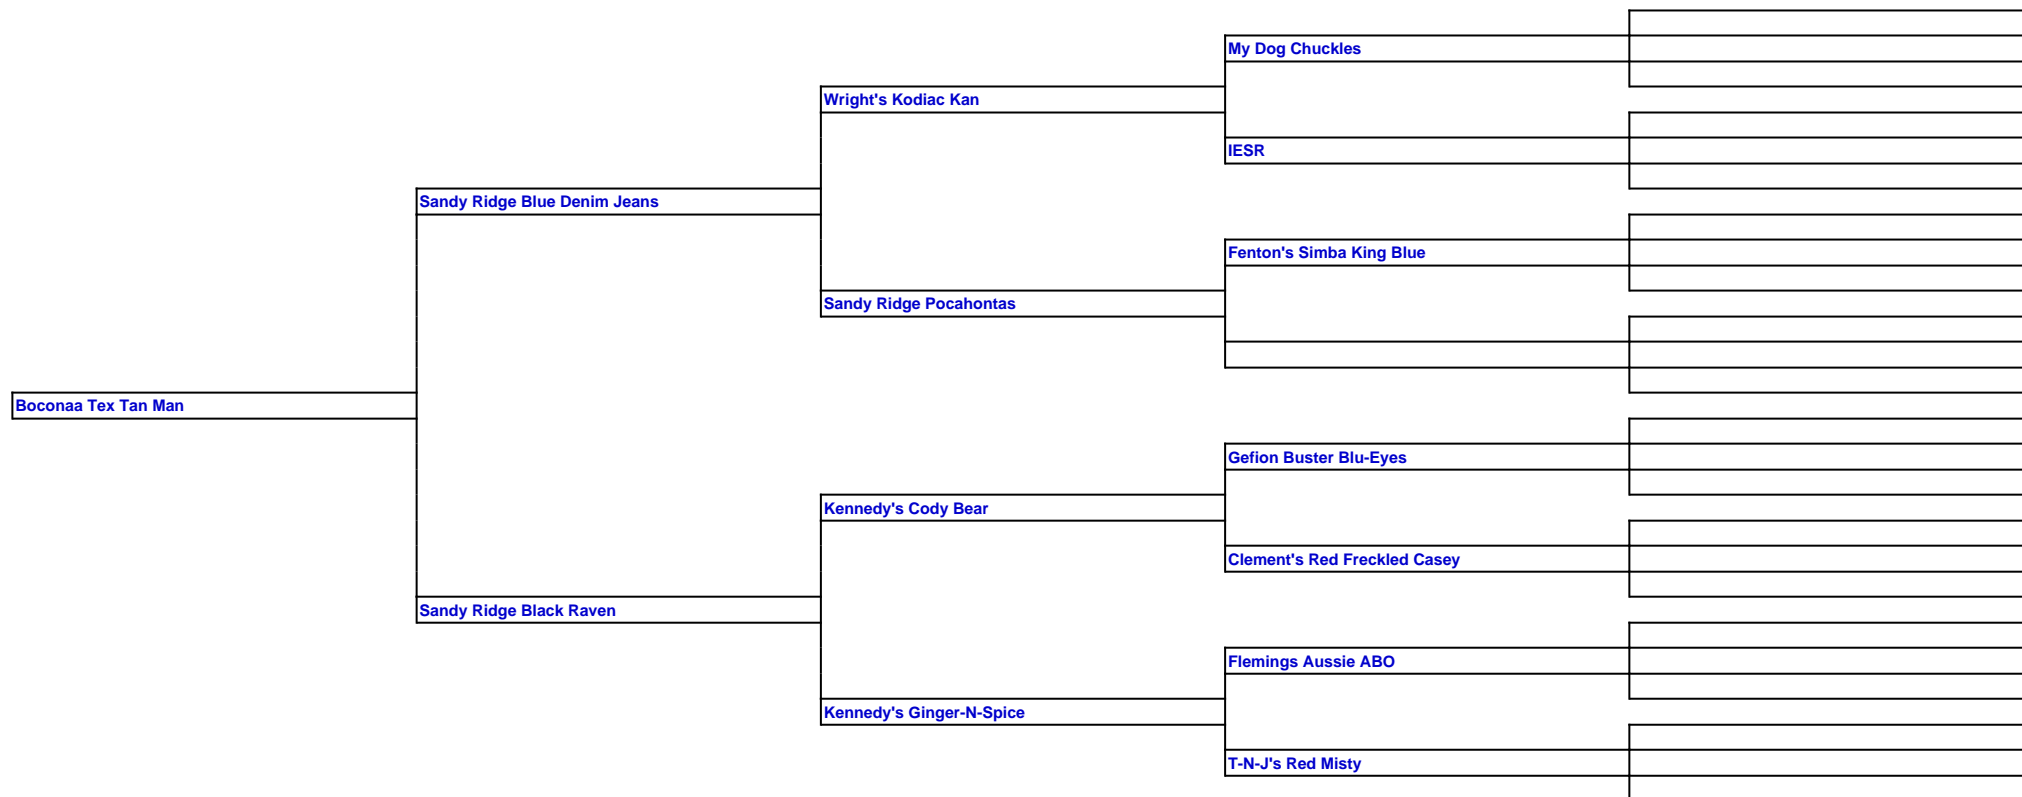 My Dog Chuckles
Wright's Kodiac Kan
IESR
Sandy Ridge Blue Denim Jeans
Fenton's Simba King Blue
Sandy Ridge Pocahontas
Boconaa Tex Tan Man
Gefion Buster Blu-Eyes
Kennedy's Cody Bear
Clement's Red Freckled Casey
Sandy Ridge Black Raven
Flemings Aussie ABO
Kennedy's Ginger-N-Spice
T-N-J's Red Misty